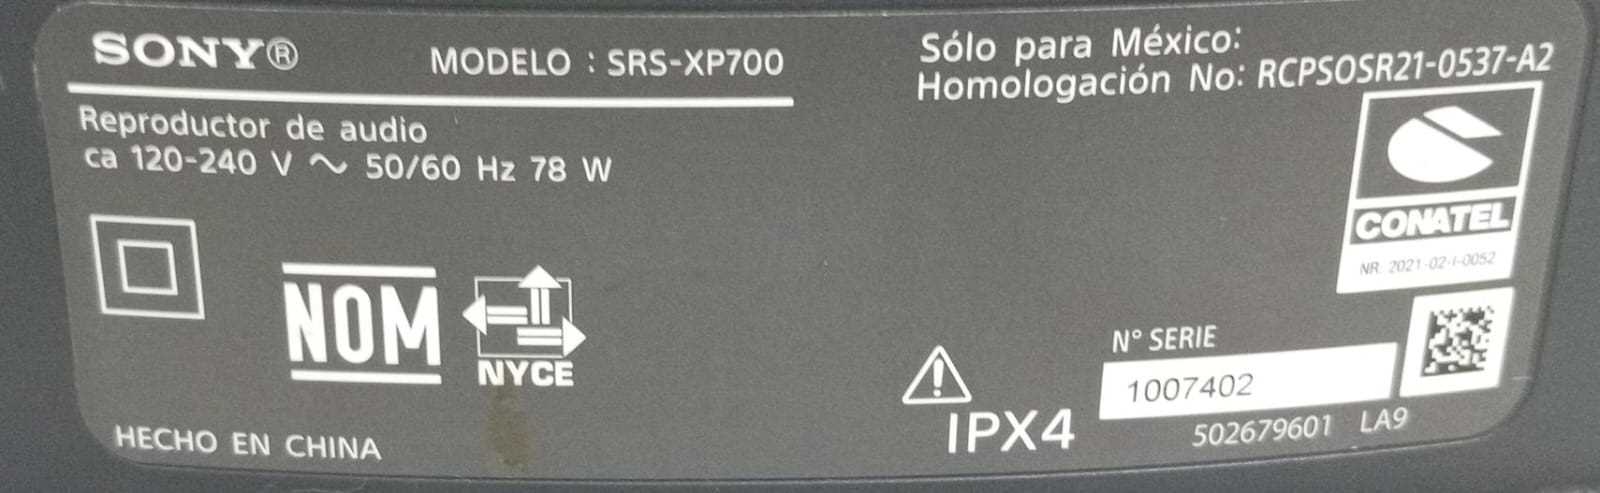 SONY®
MODELO : SRS-XP700
Reproductor de audio
ca 120-240 V ~ 50/60 Hz 78 W
NOM
NYCE
HECHO EN CHINA
Sólo para México:
Homologación No: RCPSOSR21-0537-A2
CONATEL
NR. 2021-02-I-0052
N° SERIE
1007402
IPX4
502679601 LA9